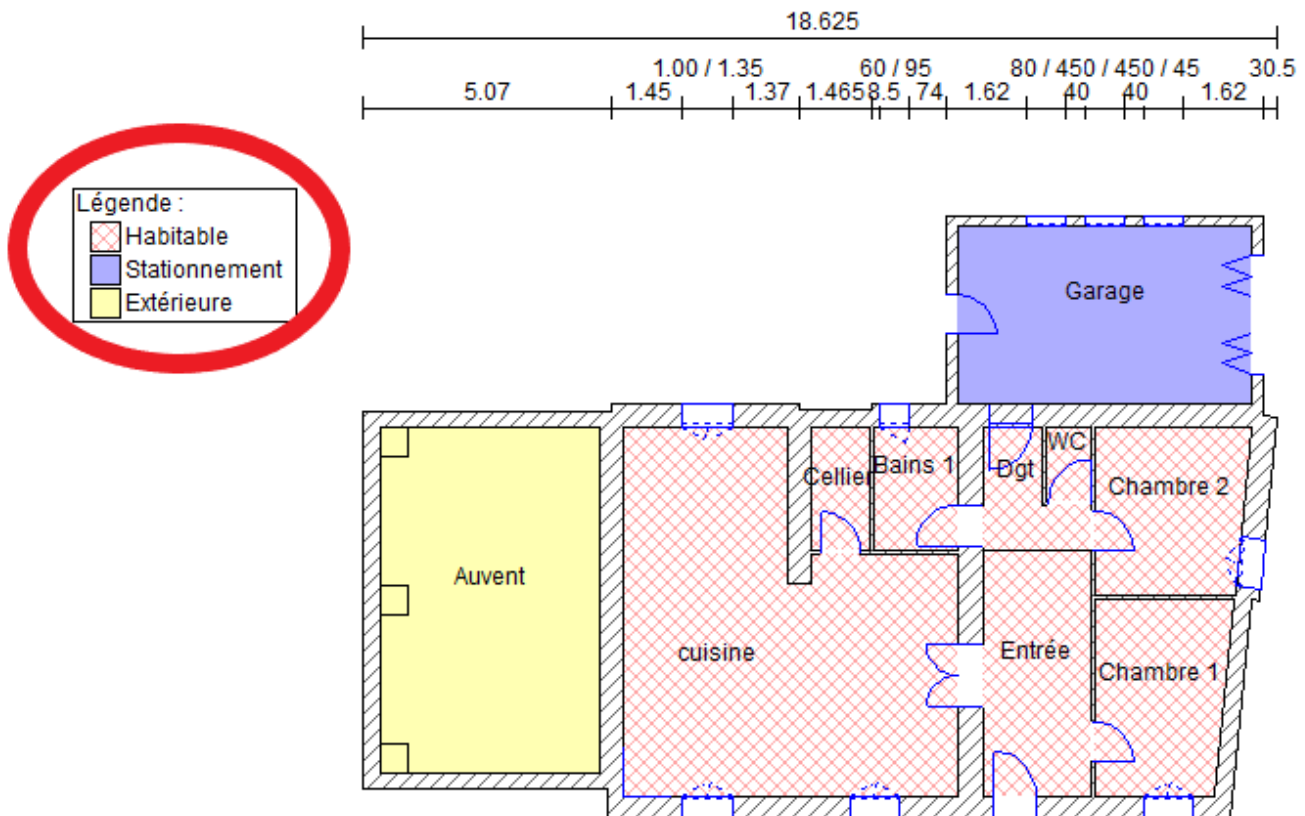 18.625
1.00 / 1.35 60 / 95 80 / 450 / 450 / 45 30.5
5.07 1.45 1.37 1.465 8.5 74 1.62 40 40 1.62
Légende :
Habitable
Stationnement
Extérieure
Garage
WC
Cellier Bains 1 Dgt Chambre 2
Auvent
cuisine Entrée Chambre 1